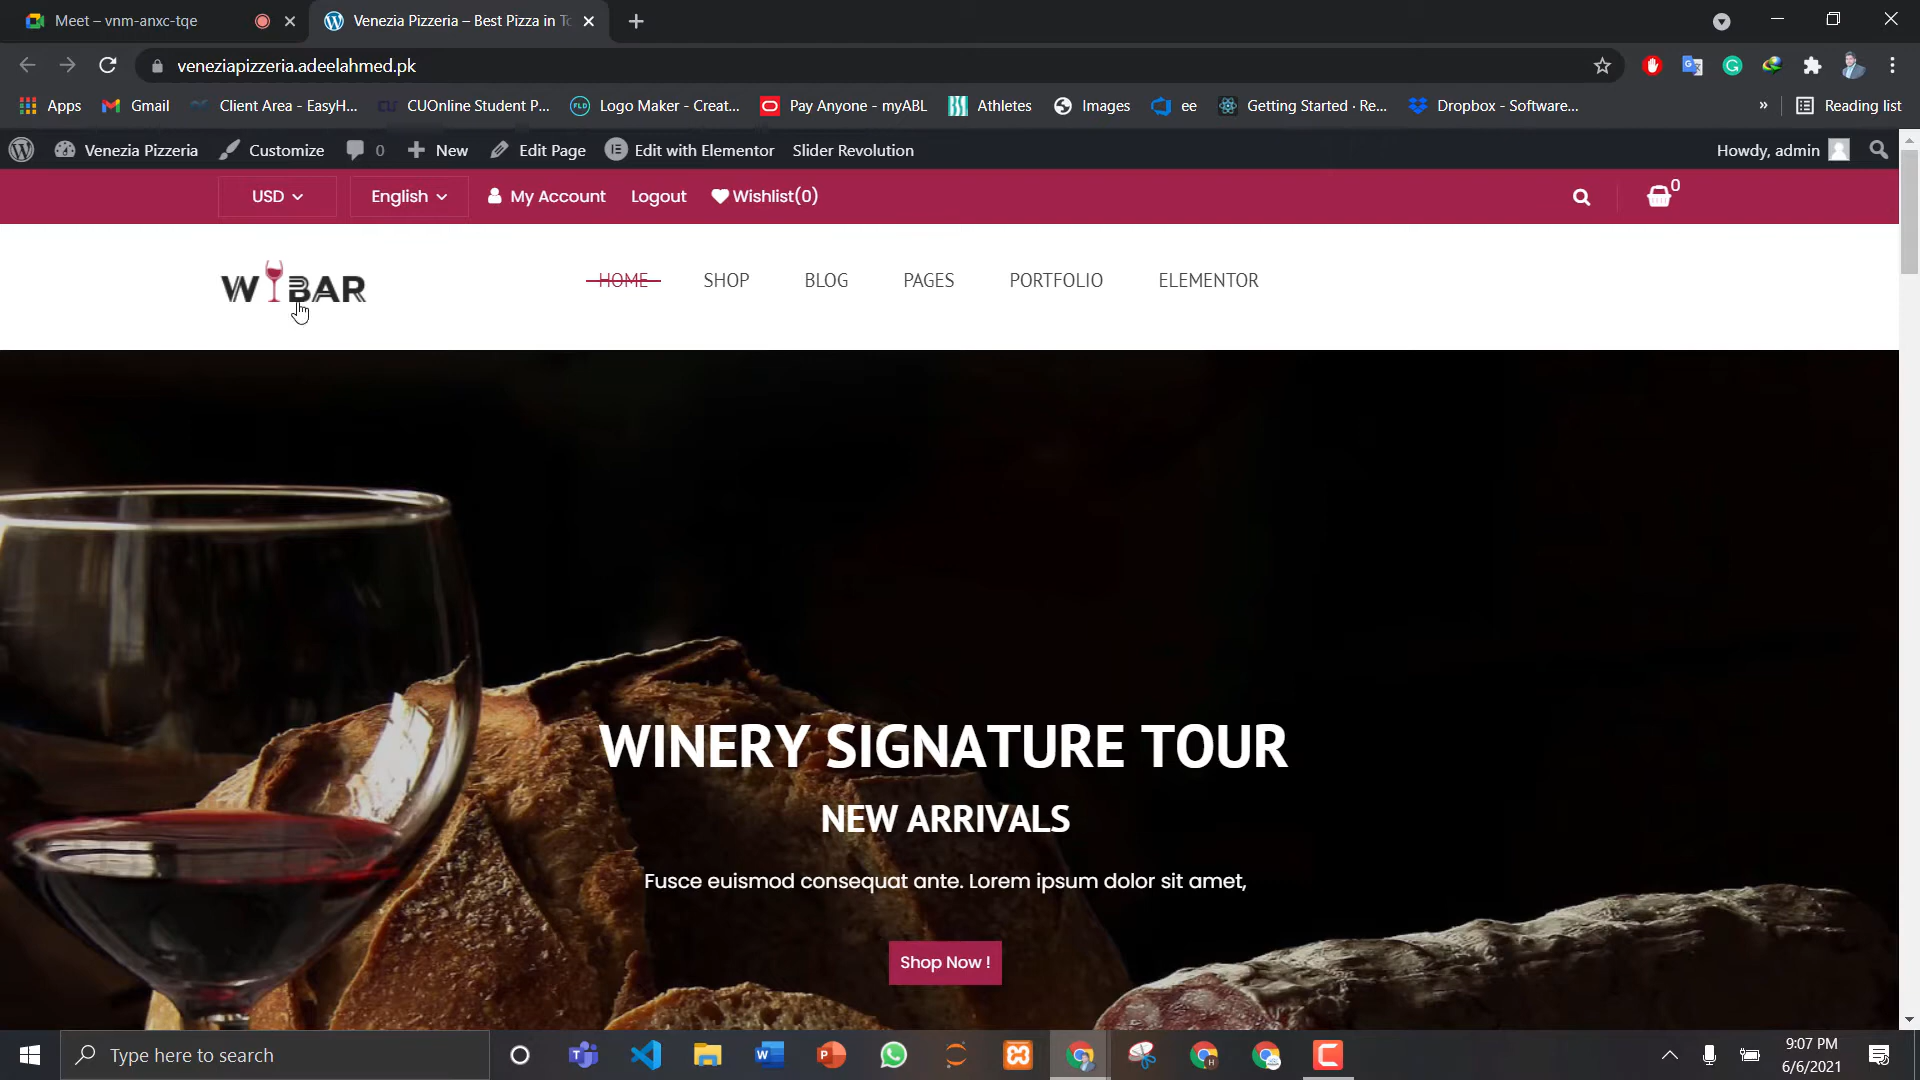 Meet – vnm-anxc-tqe
Venezia Pizzeria – Best Pizza in To
veneziapizzeria.adeelahmed.pk
Apps Gmail Client Area - EasyH... CUOnline Student P... Logo Maker - Creat... Pay Anyone - myABL Athletes Images ee Getting Started · Re... Dropbox - Software... » Reading list
Venezia Pizzeria Customize 0 New Edit Page Edit with Elementor Slider Revolution Howdy, admin
USD English My Account Logout Wishlist(0) 0
WIBAR
HOME SHOP BLOG PAGES PORTFOLIO ELEMENTOR
WINERY SIGNATURE TOUR
NEW ARRIVALS
Fusce euismod consequat ante. Lorem ipsum dolor sit amet,
Shop Now !
Type here to search
9:07 PM
6/6/2021